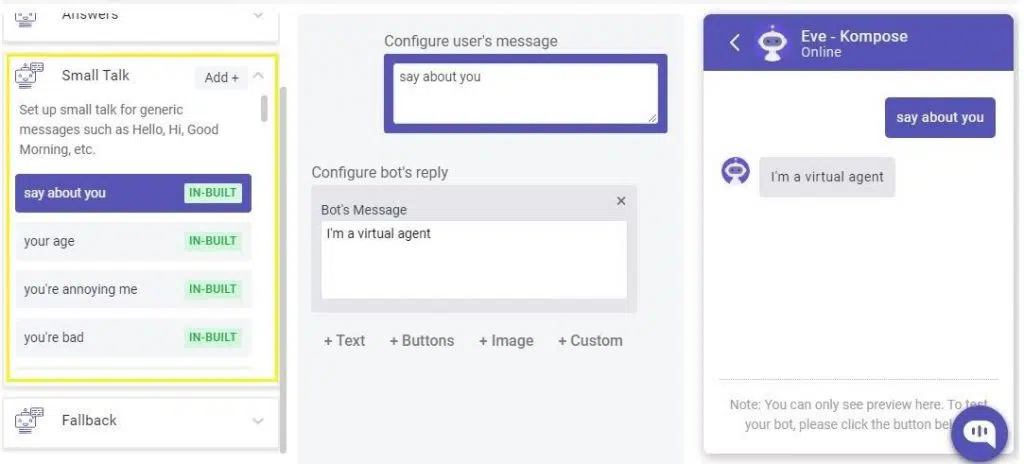 Answers
Small Talk
Add +
Set up small talk for generic
messages such as Hello, Hi, Good
Morning, etc.
say about you IN-BUILT
your age IN-BUILT
you're annoying me IN-BUILT
you're bad IN-BUILT
Fallback
Configure user's message
say about you
Configure bot's reply
Bot's Message
I'm a virtual agent
+ Text + Buttons + Image + Custom
Eve - Kompose
Online
say about you
I'm a virtual agent
Note: You can only see preview here. To test
your bot, please click the button